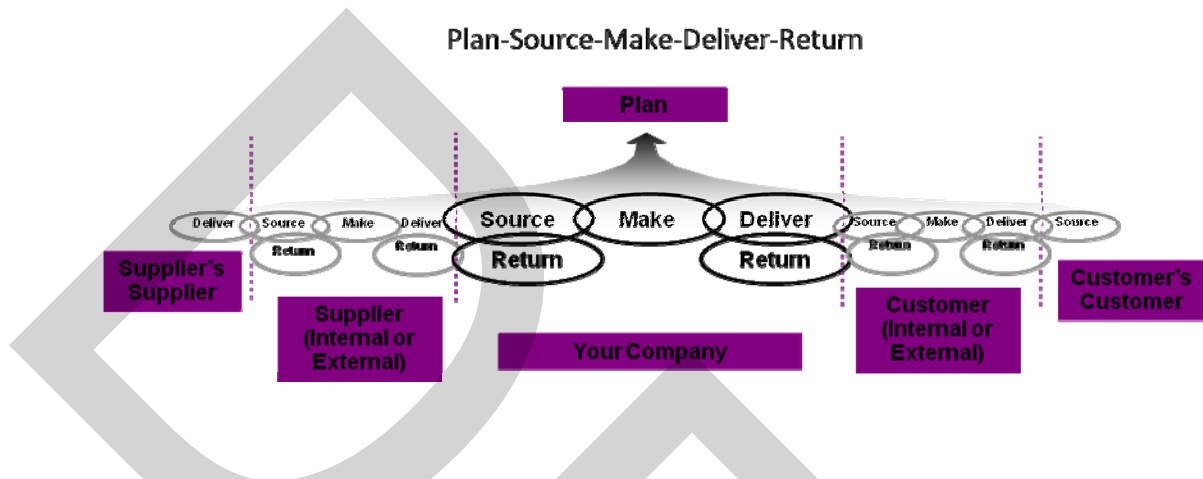 Plan-Source-Make-Deliver-Return
Plan
Deliver
Source
Make
Deliver
Source
Make
Deliver
Source
Make
Deliver
Source
Return
Return
Return
Return
Return
Return
Supplier's
Supplier
Supplier
(Internal or
External)
Your Company
Customer
(Internal or
External)
Customer's
Customer